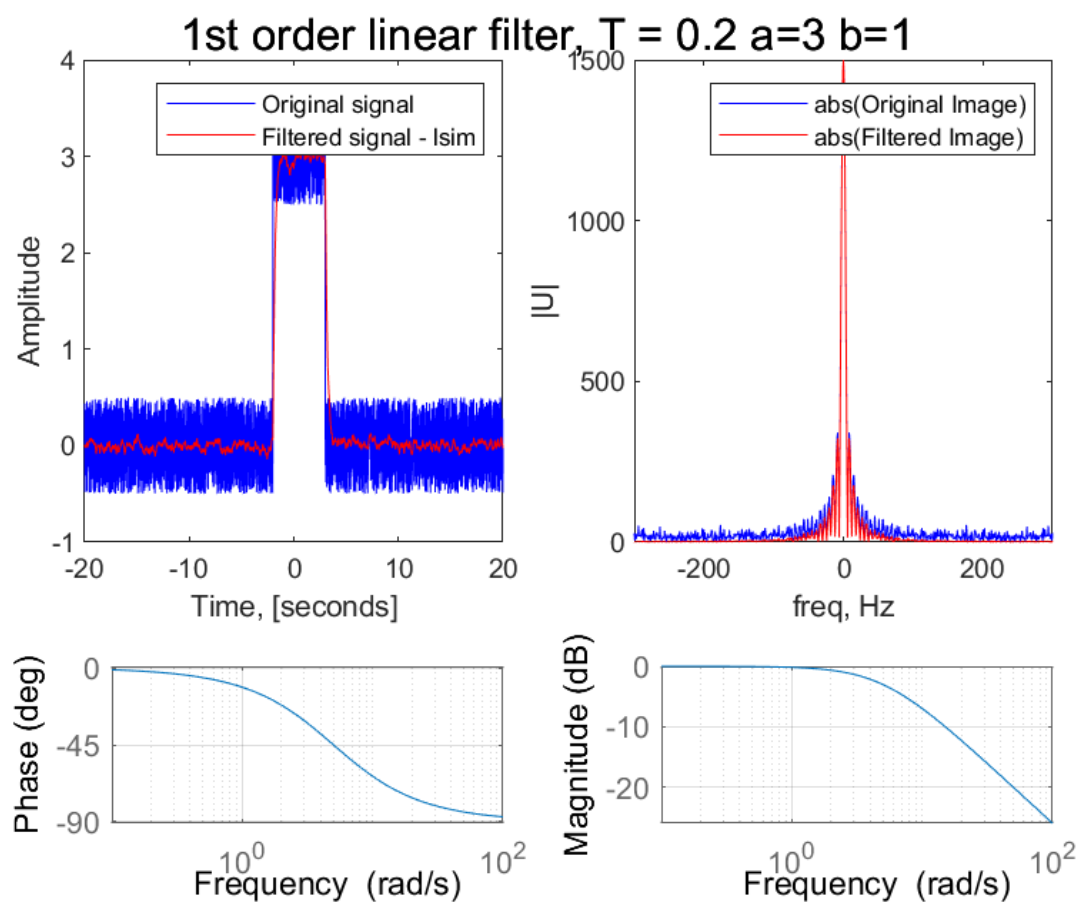 1st order linear filter, T = 0.2 a=3 b=1
4
3
2
1
0
-1
Amplitude
Original signal
Filtered signal - lsim
-20
-10
0
10
20
Time, [seconds]
1500
1000
500
0
|U|
abs(Original Image)
abs(Filtered Image)
-200
0
200
freq, Hz
0
-45
-90
Phase (deg)
10^0
10^2
Frequency (rad/s)
0
-10
-20
Magnitude (dB)
10^0
10^2
Frequency (rad/s)